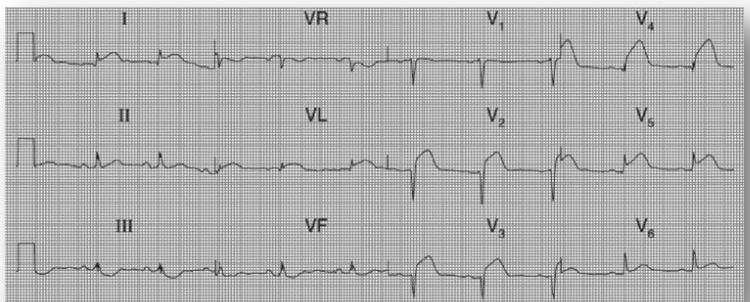 I VR V₁ V₄
II VL V₂ V₅
III VF V₃ V₆